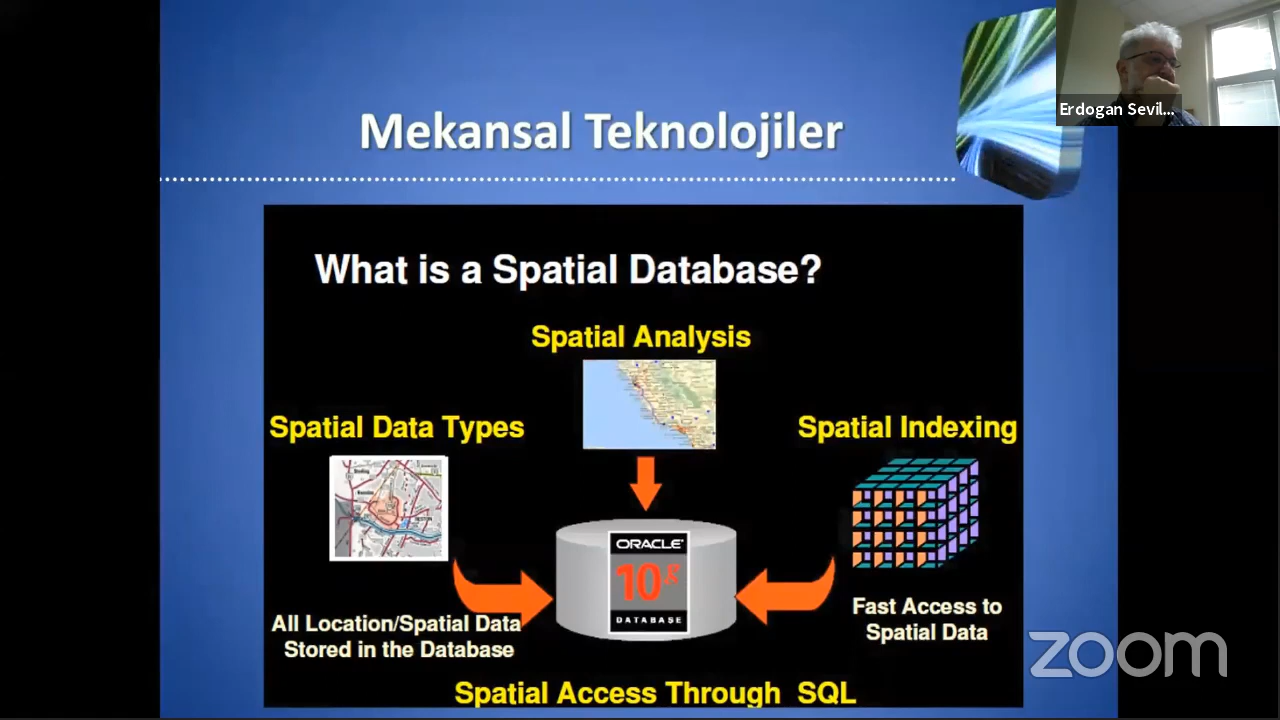 Mekansal Teknolojiler
Erdogan Sevil...
What is a Spatial Database?
Spatial Analysis
Spatial Data Types
Spatial Indexing
ORACLE
10g
DATABASE
All Location/Spatial Data
Stored in the Database
Fast Access to
Spatial Data
Spatial Access Through SQL
zoom